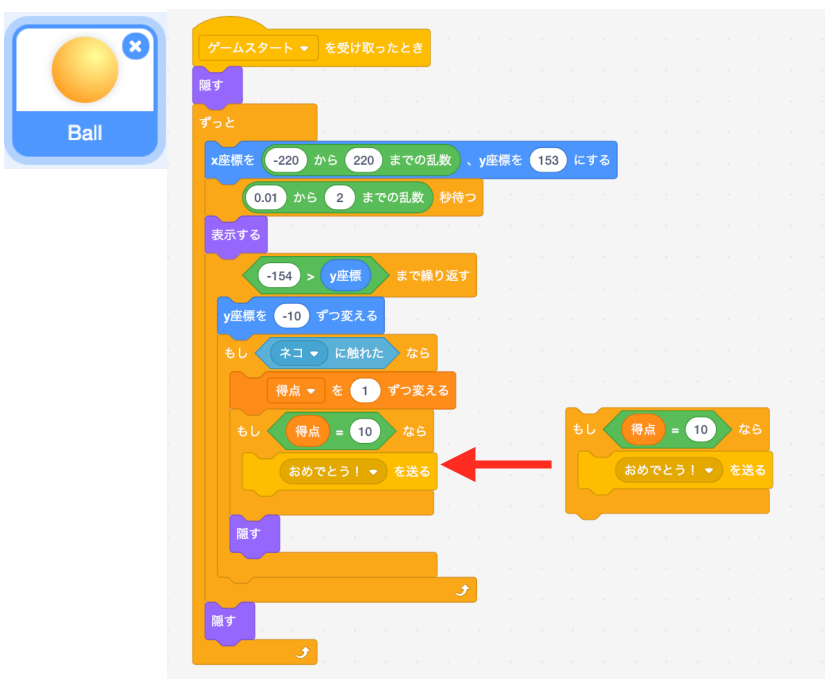 Ball
ゲームスタート を受け取ったとき
隠す
ずっと
x座標を -220 から 220 までの乱数 、y座標を 153 にする
0.01 から 2 までの乱数 秒待つ
表示する
-154 > y座標 まで繰り返す
y座標を -10 ずつ変える
もし ネコ に触れた なら
得点 を 1 ずつ変える
もし 得点 = 10 なら
おめでとう！ を送る
隠す
隠す
もし 得点 = 10 なら
おめでとう！ を送る